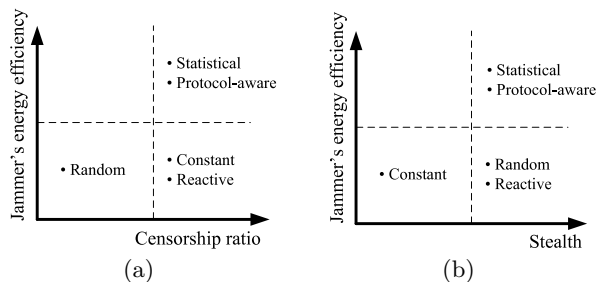 Jammer's energy efficiency
• Statistical
• Protocol-aware
• Random
• Constant
• Reactive
Censorship ratio
(a)
Jammer's energy efficiency
• Statistical
• Protocol-aware
• Constant
• Random
• Reactive
Stealth
(b)